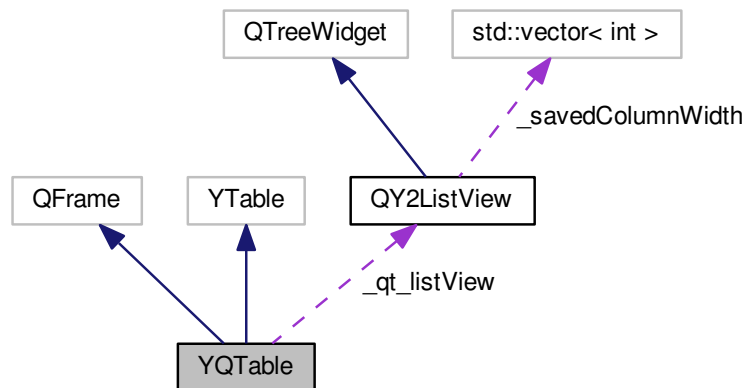 QTreeWidget
std::vector< int >
_savedColumnWidth
QFrame
YTable
QY2ListView
_qt_listView
YQTable